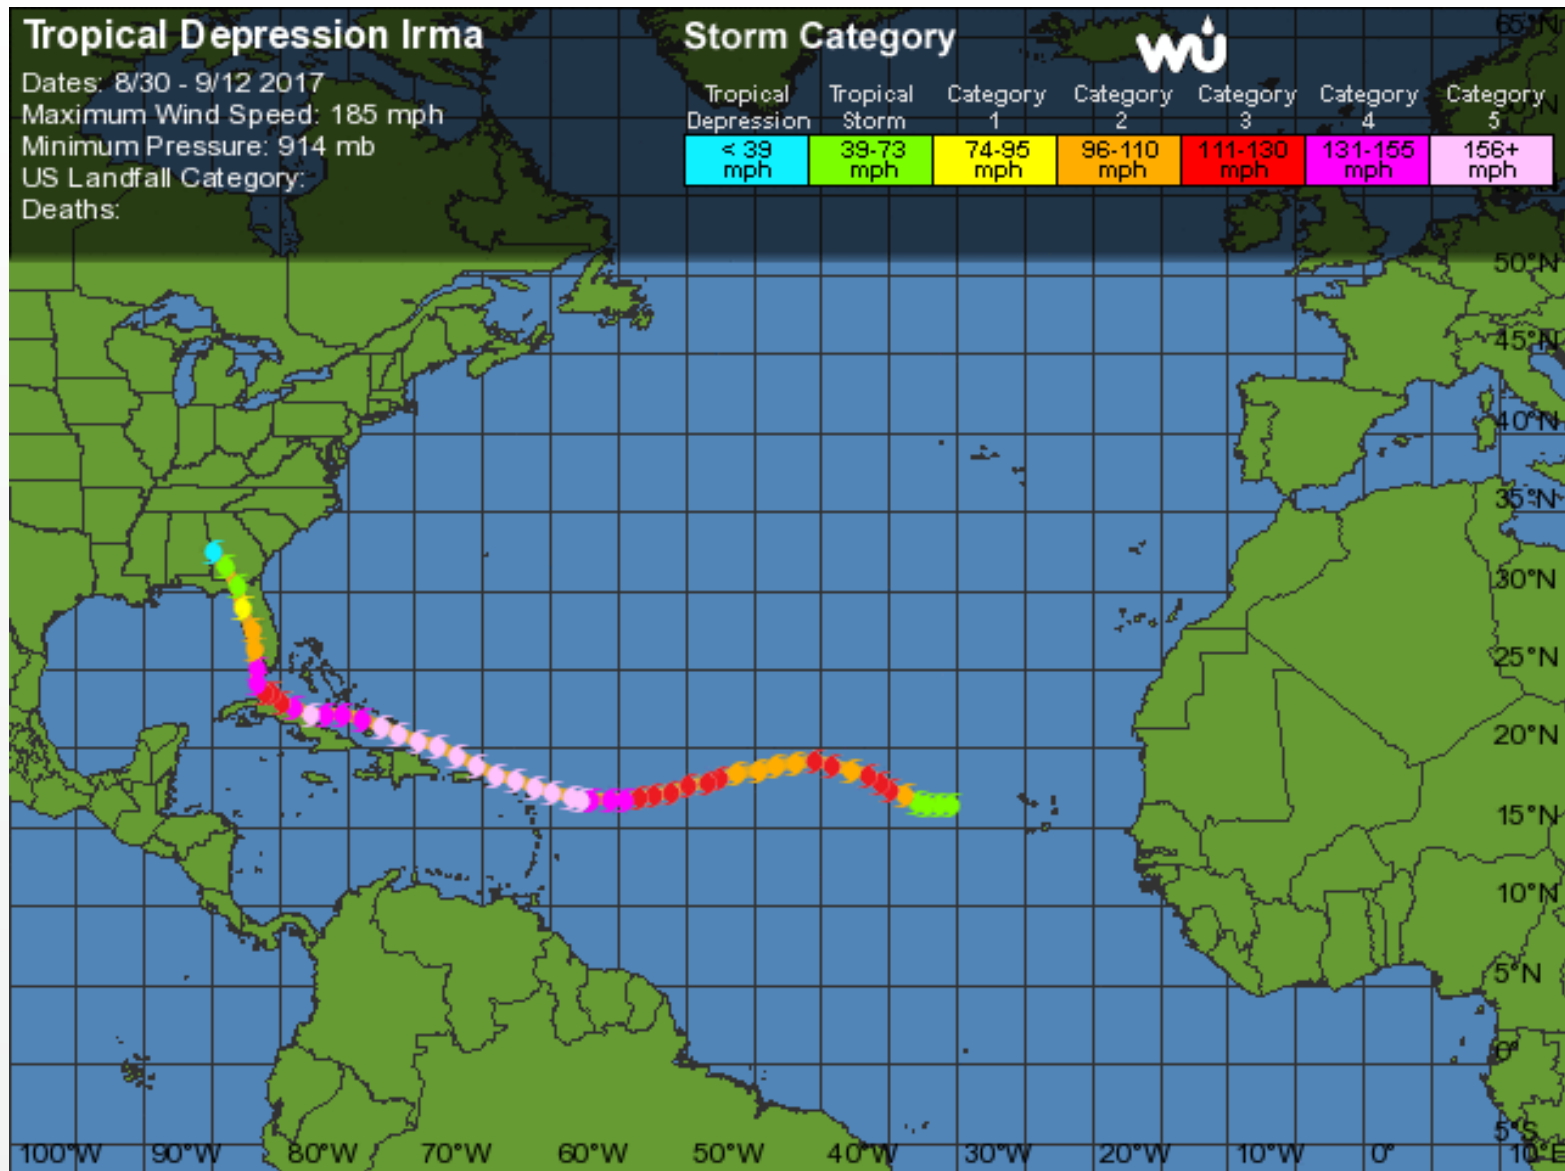 Tropical Depression Irma
Dates: 8/30 - 9/12 2017
Maximum Wind Speed: 185 mph
Minimum Pressure: 914 mb
US Landfall Category:
Deaths:
Storm Category
wu
Tropical Depression
Tropical Storm
Category 1
Category 2
Category 3
Category 4
Category 5
< 39 mph
39-73 mph
74-95 mph
96-110 mph
111-130 mph
131-155 mph
156+ mph
65°N
50°N
45°N
40°N
35°N
30°N
25°N
20°N
15°N
10°N
5°N
0°
5°S
100°W 90°W 80°W 70°W 60°W 50°W 40°W 30°W 20°W 10°W 0° 10°E